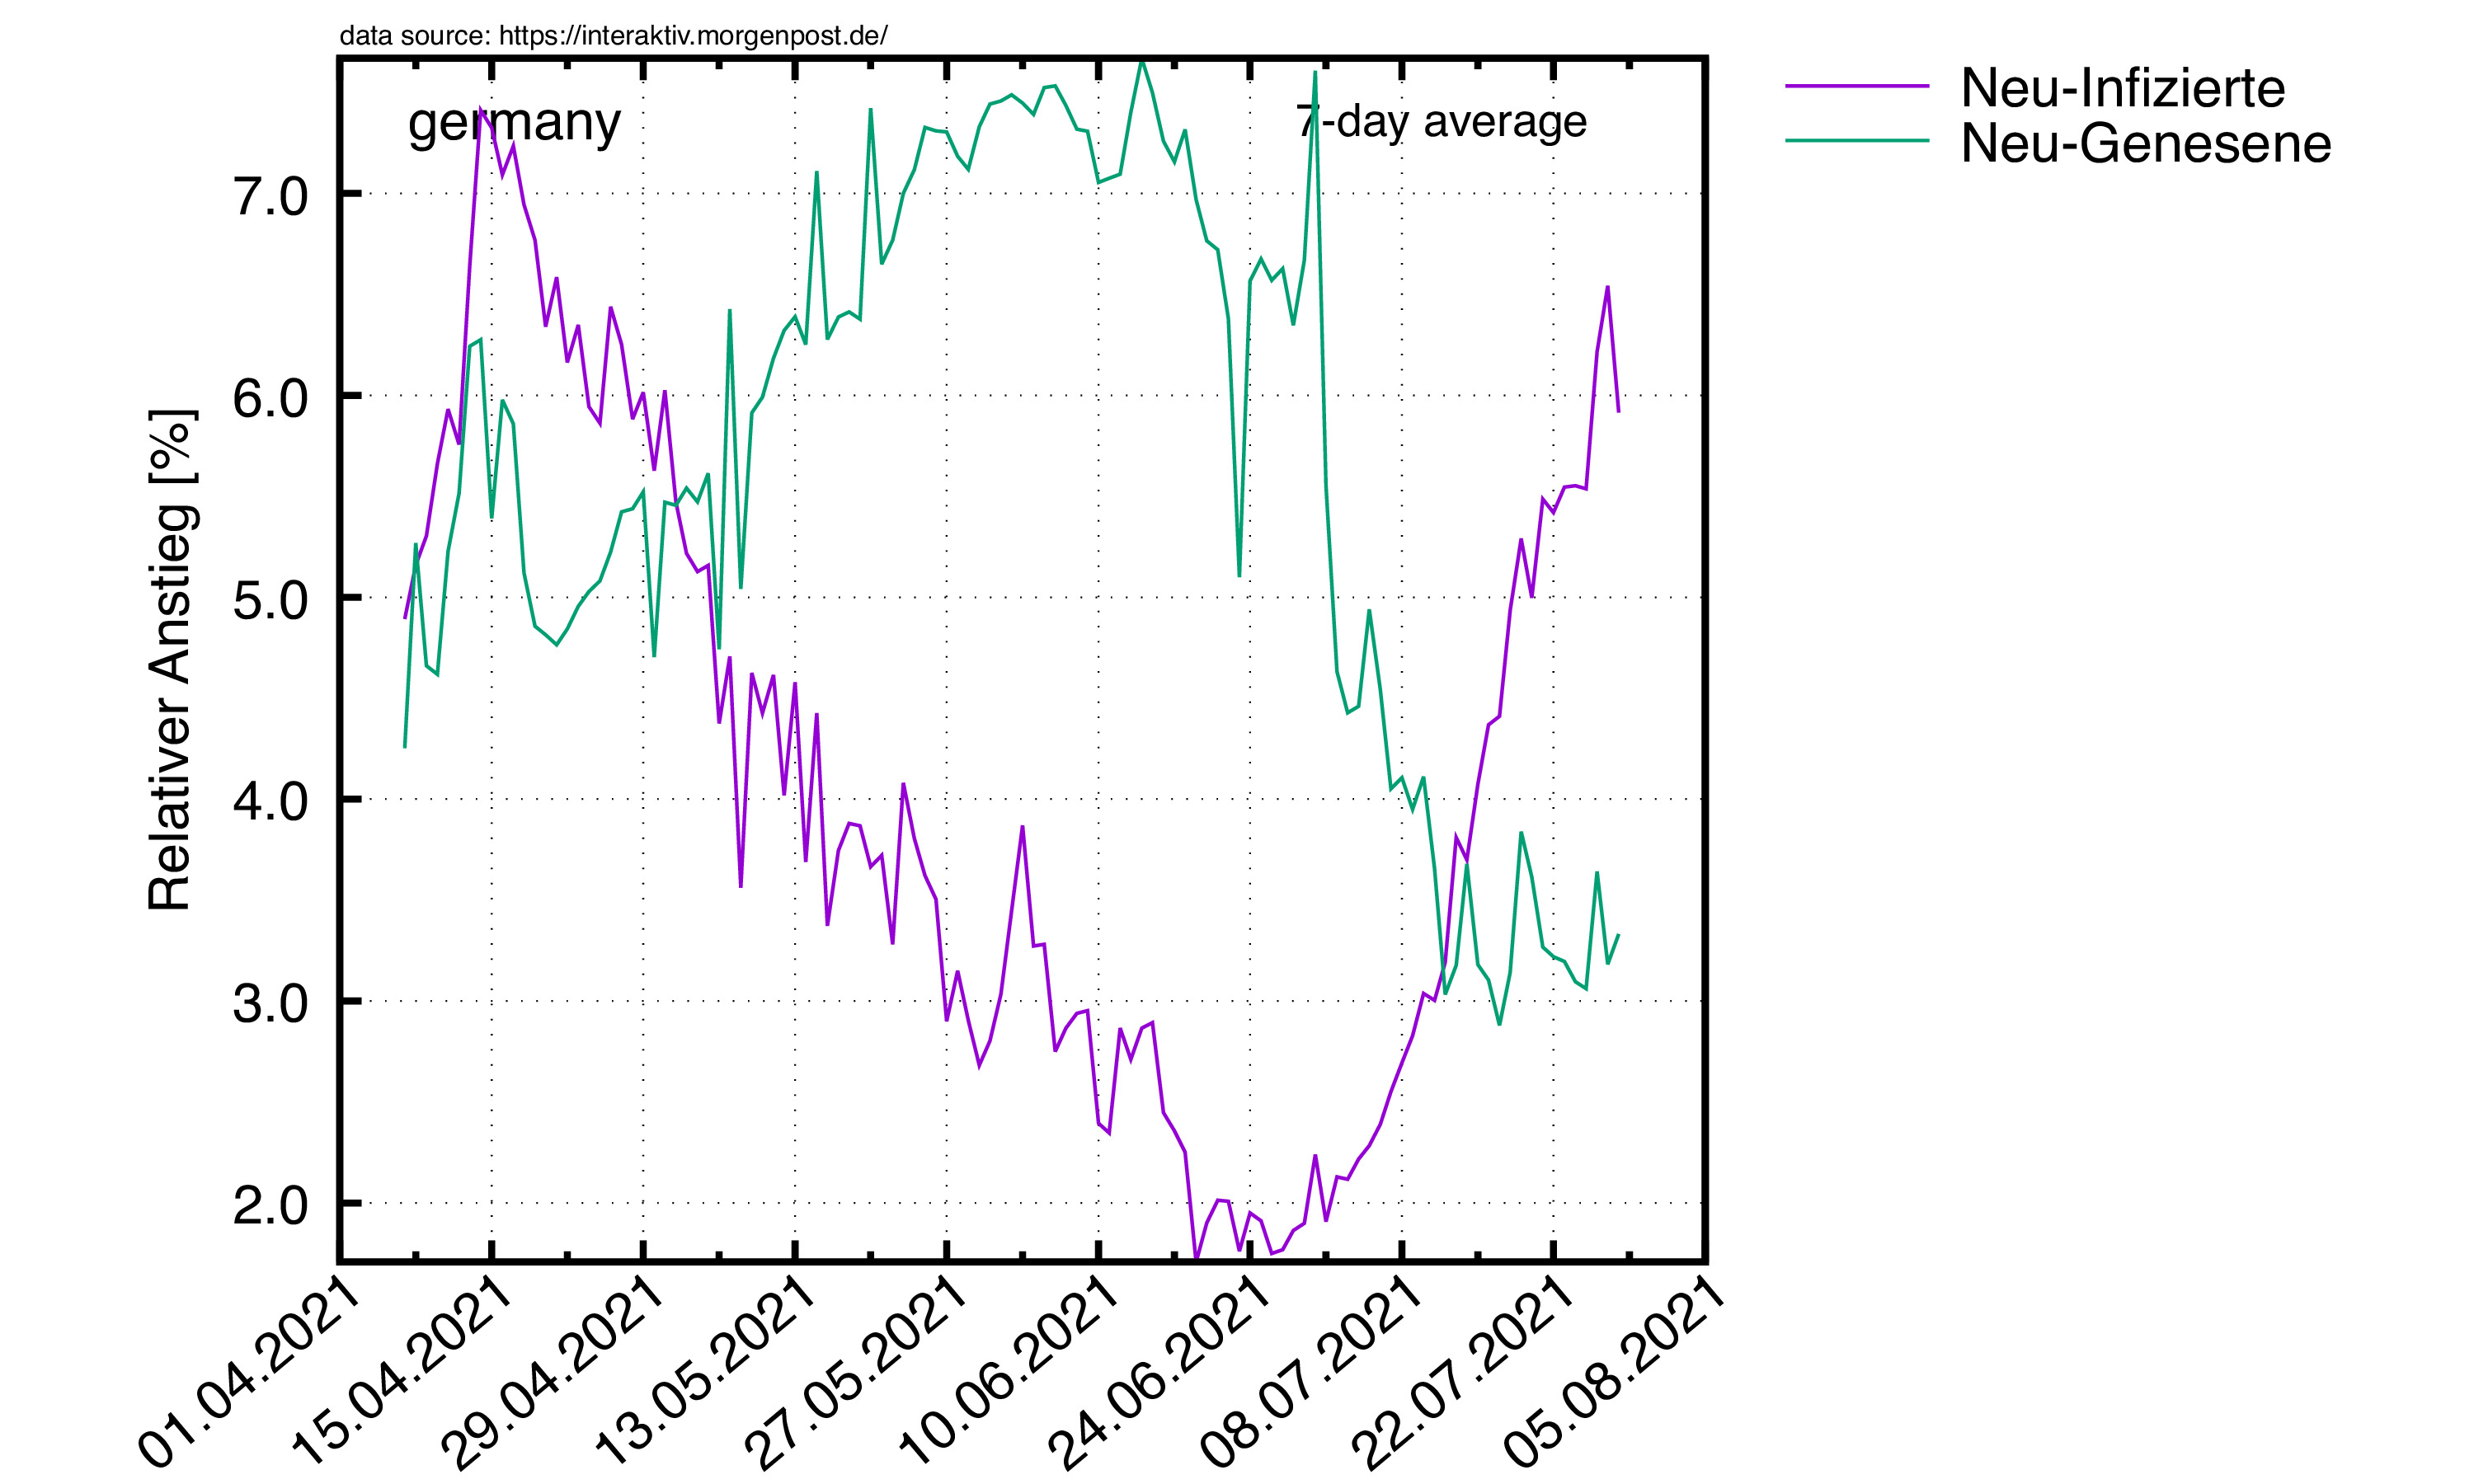 data source: https://interaktiv.morgenpost.de/
germany
7-day average
Neu-Infizierte
Neu-Genesene
Relativer Anstieg [%]
7.0
6.0
5.0
4.0
3.0
2.0
01.04.2021
15.04.2021
29.04.2021
13.05.2021
27.05.2021
10.06.2021
24.06.2021
08.07.2021
22.07.2021
05.08.2021